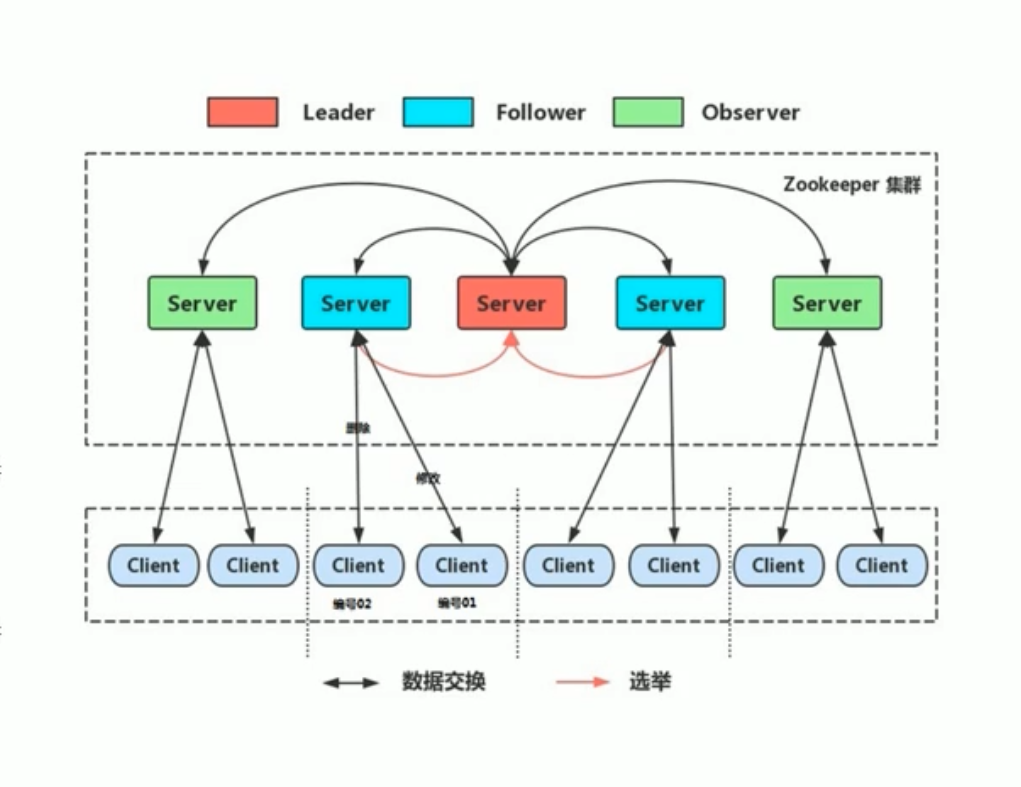 Leader Follower Observer
Zookeeper 集群
Server Server Server Server Server
删除
修改
Client Client Client Client Client Client Client Client
编号02 编号01
数据交换 选举